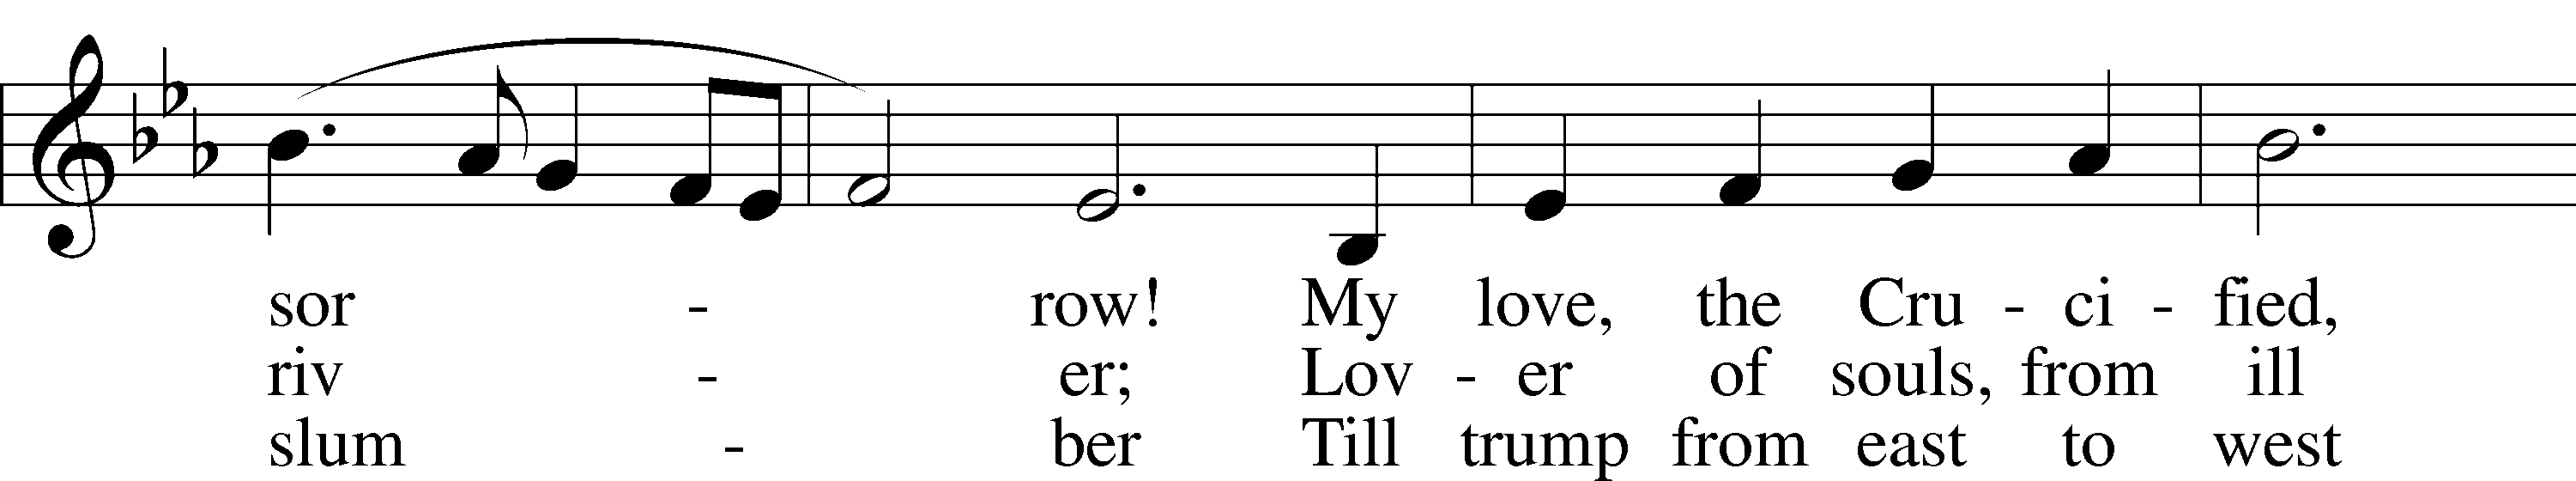 sor - row! My love, the Cru - ci - fied,
riv - er; Lov - er of souls, from ill
slum - ber Till trump from east to west